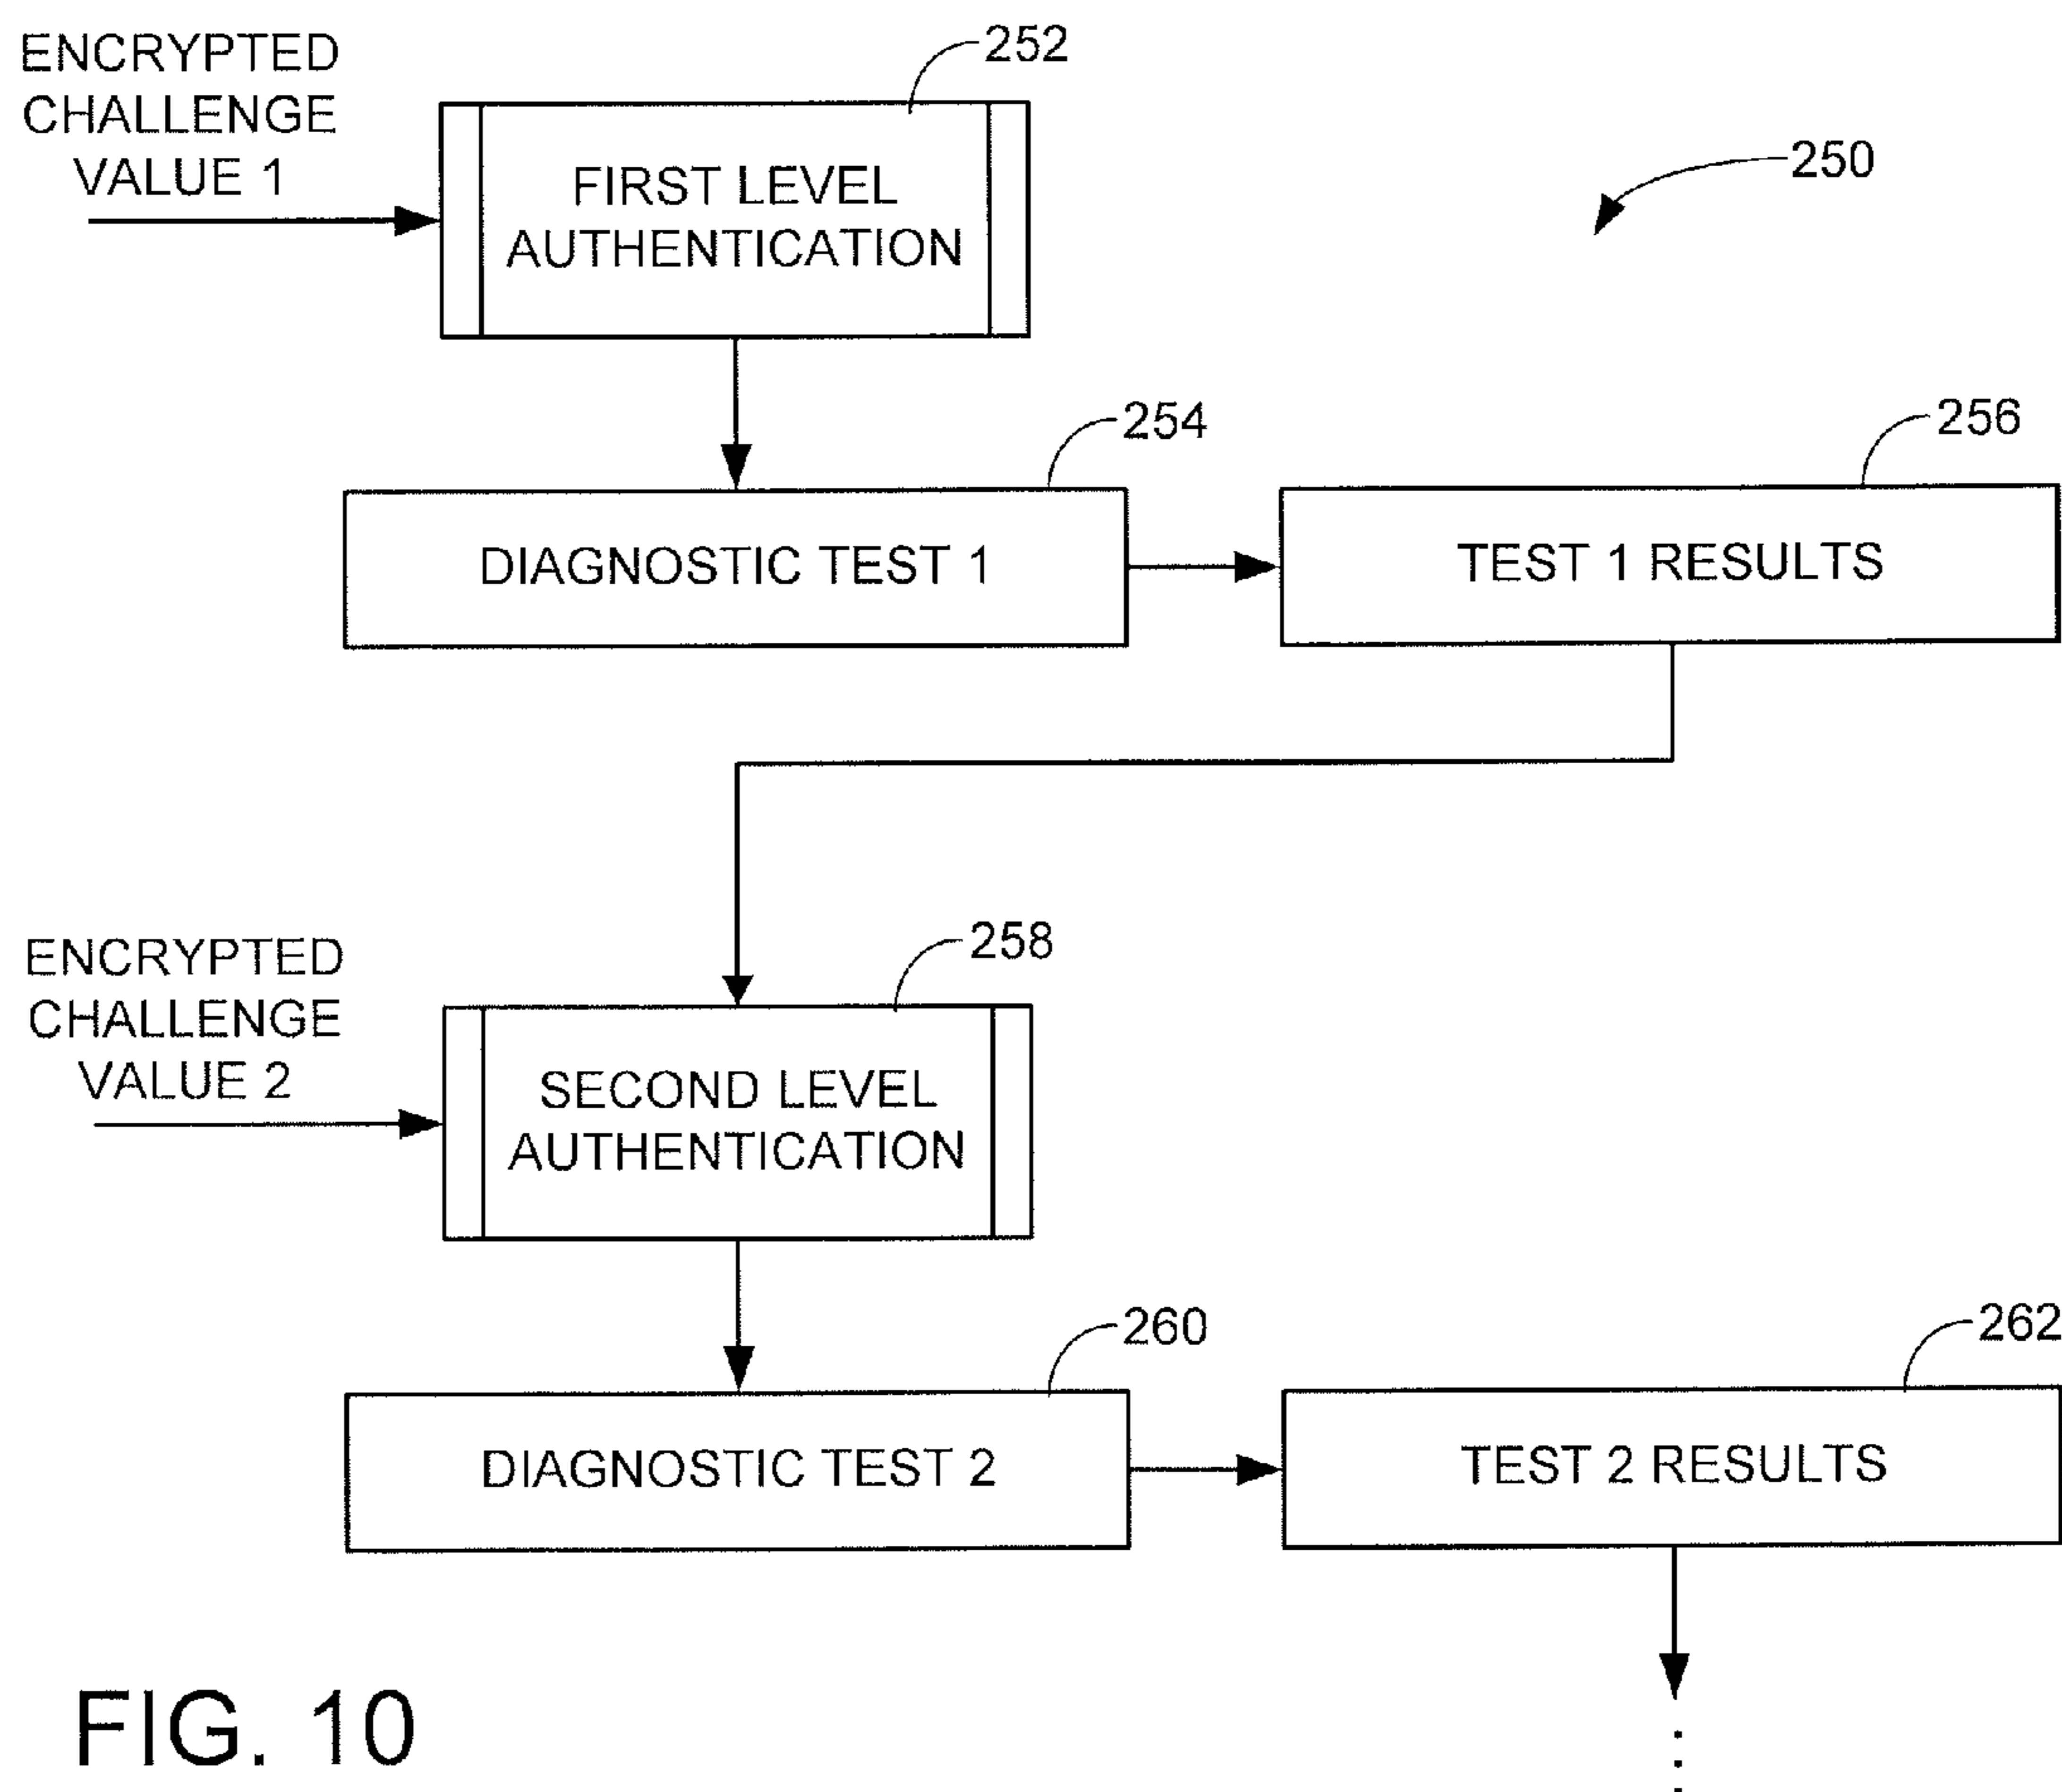 252
ENCRYPTED
CHALLENGE
VALUE 1
250
FIRST LEVEL
AUTHENTICATION
254
256
DIAGNOSTIC TEST 1
TEST 1 RESULTS
258
ENCRYPTED
CHALLENGE
VALUE 2
SECOND LEVEL
AUTHENTICATION
260
262
DIAGNOSTIC TEST 2
TEST 2 RESULTS
FIG. 10